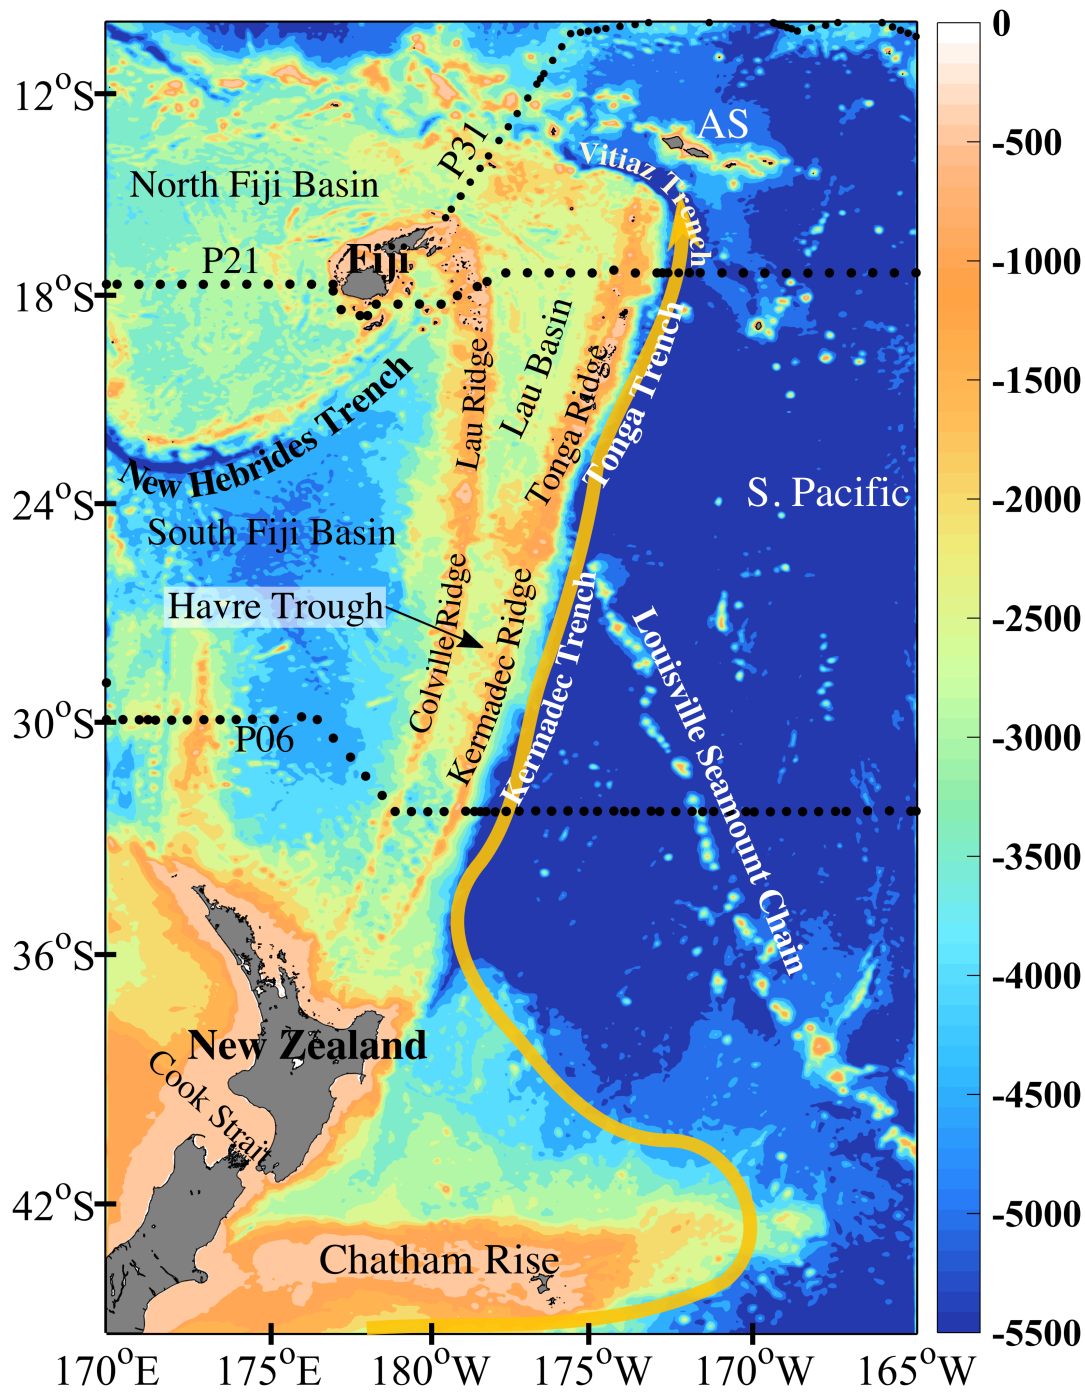 0
12°S
AS
P31
-500
Vitiaz Trench
North Fiji Basin
P21
Fiji
-1000
18°S
Lau Ridge
Lau Basin
Tonga Ridge
Tonga Trench
-1500
New Hebrides Trench
24°S
S. Pacific
-2000
South Fiji Basin
Havre Trough
Colville Ridge
Kermadec Ridge
Kermadec Trench
Louisville Seamount Chain
-2500
30°S
P06
-3000
-3500
36°S
-4000
New Zealand
Cook Strait
-4500
42°S
-5000
Chatham Rise
-5500
170°E
175°E
180°W
175°W
170°W
165°W